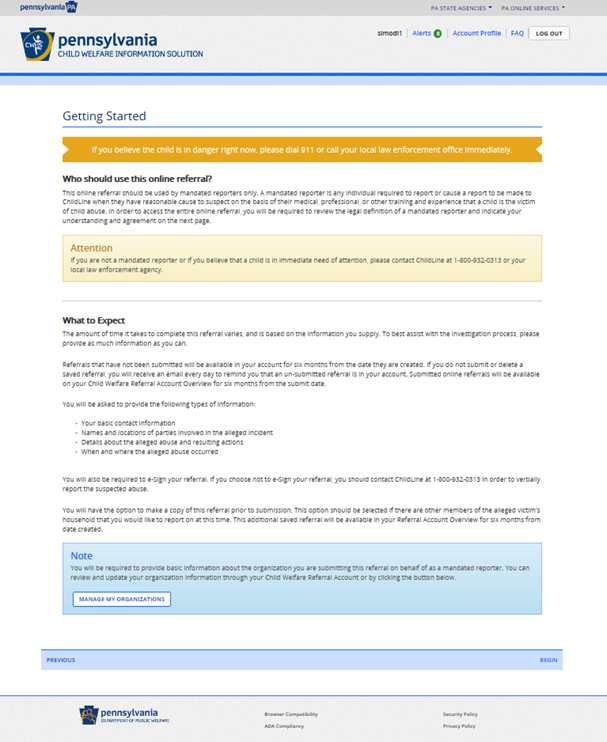 pennsylvania PA
PA STATE AGENCIES PA ONLINE SERVICES
CWIS
pennsylvania
CHILD WELFARE INFORMATION SOLUTION
slmodi1 Alerts Account Profile FAQ LOG OUT
Getting Started
If you believe the child is in danger right now, please dial 911 or call your local law enforcement office immediately.
Who should use this online referral?
This online referral should be used by mandated reporters only. A mandated reporter is any individual required to report or cause a report to be made to
ChildLine when they have reasonable cause to suspect on the basis of their medical, professional, or other training and experience that a child is the victim
of child abuse. In order to access the entire online referral, you will be required to review the legal definition of a mandated reporter and indicate your
understanding and agreement on the next page.
Attention
If you are not a mandated reporter or if you believe that a child is in immediate need of attention, please contact ChildLine at 1-800-932-0313 or your
local law enforcement agency.
What to Expect
The amount of time it takes to complete this referral varies, and is based on the information you supply. To best assist with the investigation process, please
provide as much information as you can.
Referrals that have not been submitted will be available in your account for six months from the date they are created. If you do not submit or delete a
saved referral, you will receive an email every day to remind you that an un-submitted referral is in your account. Submitted online referrals will be available
on your Child Welfare Referral Account Overview for six months from the submit date.
You will be asked to provide the following types of information:
- Your basic contact information
- Names and locations of parties involved in the alleged incident
- Details about the alleged abuse and resulting actions
- When and where the alleged abuse occurred
You will also be required to e-Sign your referral. If you choose not to e-Sign your referral, you should contact ChildLine at 1-800-932-0313 in order to verbally
report the suspected abuse.
You will have the option to make a copy of this referral prior to submission. This option should be selected if there are other members of the alleged victim's
household that you would like to report on at this time. This additional saved referral will be available in your Referral Account Overview for six months from
date created.
Note
You will be required to provide basic information about the organization you are submitting this referral on behalf of as a mandated reporter. You can
review and update your organization information through your Child Welfare Referral Account or by clicking the button below.
MANAGE MY ORGANIZATIONS
PREVIOUS BEGIN
pennsylvania
DEPARTMENT OF PUBLIC WELFARE
Browser Compatibility Security Policy
ADA Compliancy Privacy Policy